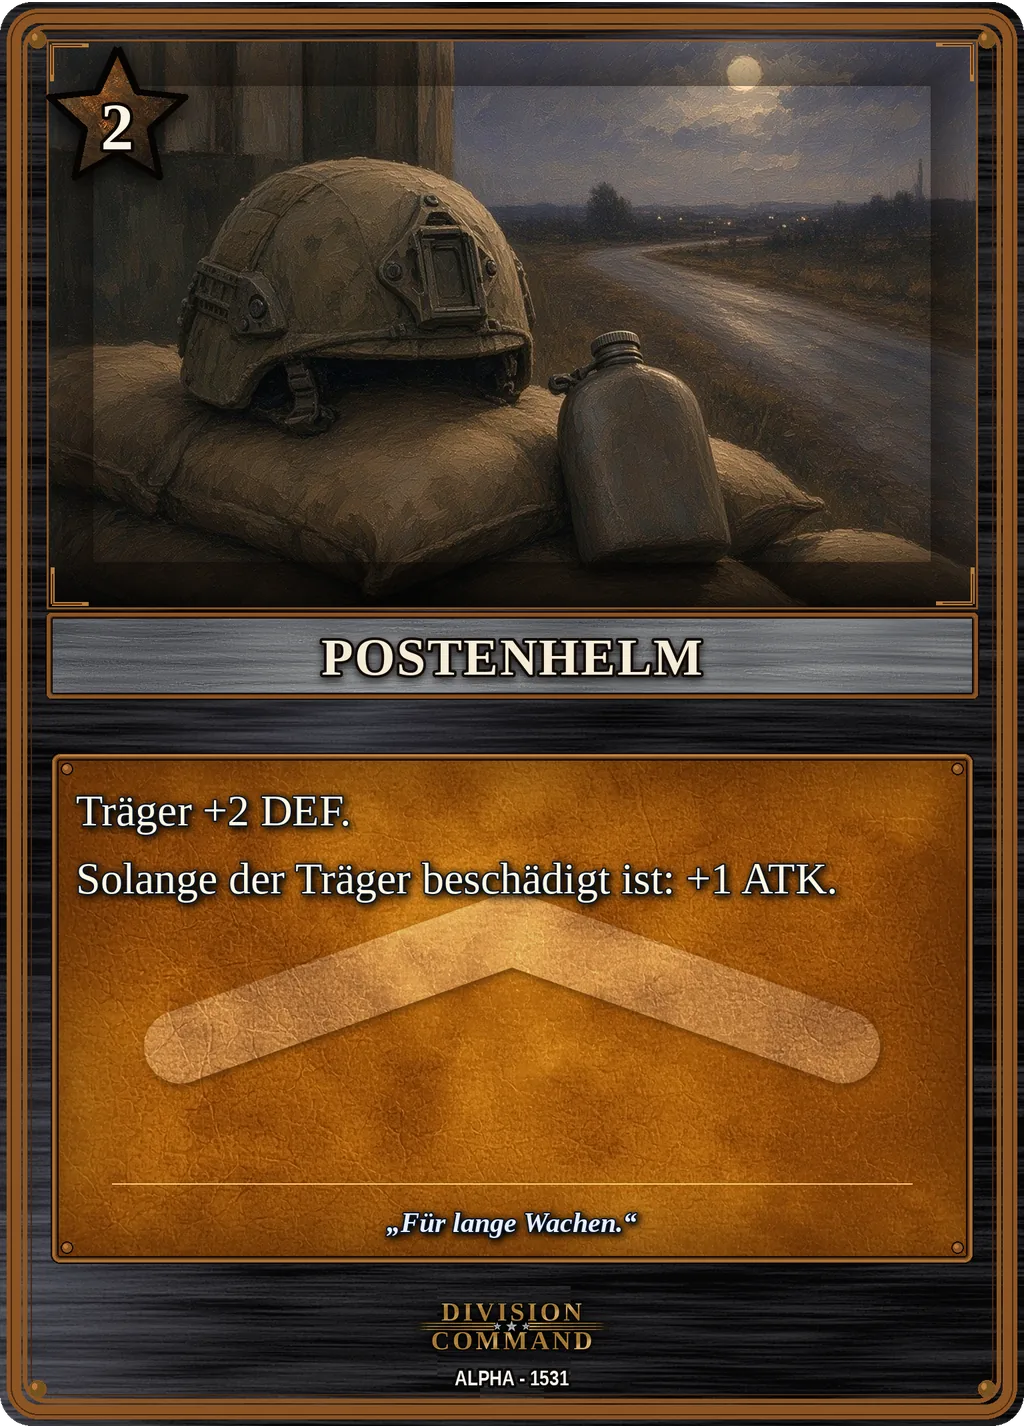 2
POSTENHELM
Träger +2 DEF.
Solange der Träger beschädigt ist: +1 ATK.
„Für lange Wachen.“
DIVISION
COMMAND
ALPHA - 1531